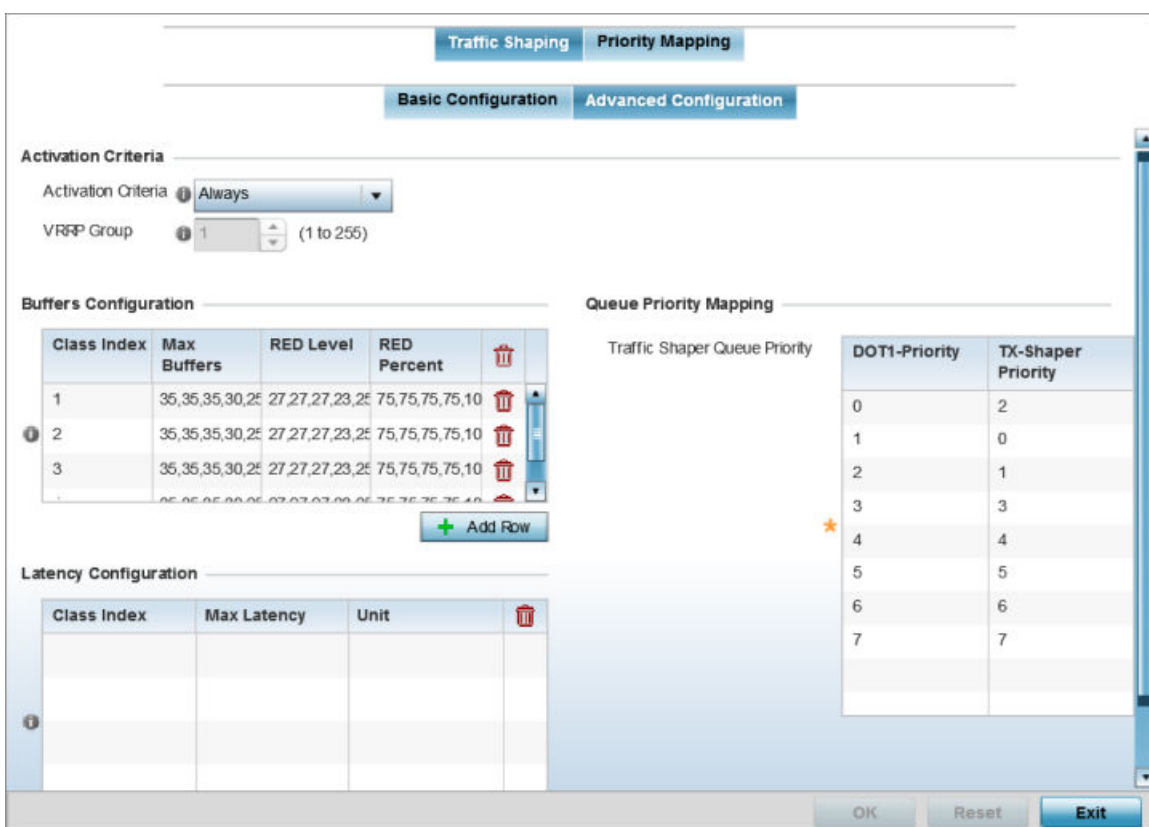 Traffic Shaping Priority Mapping
Basic Configuration Advanced Configuration
Activation Criteria
Activation Criteria Always
VRRP Group 1 (1 to 255)
Buffers Configuration
Class Index Max Buffers RED Level RED Percent
1 35,35,35,30,25 27,27,27,23,25 75,75,75,75,10
2 35,35,35,30,25 27,27,27,23,25 75,75,75,75,10
3 35,35,35,30,25 27,27,27,23,25 75,75,75,75,10
Add Row
Latency Configuration
Class Index Max Latency Unit
Queue Priority Mapping
Traffic Shaper Queue Priority
DOT1-Priority TX-Shaper Priority
0 2
1 0
2 1
3 3
4 4
5 5
6 6
7 7
OK Reset Exit